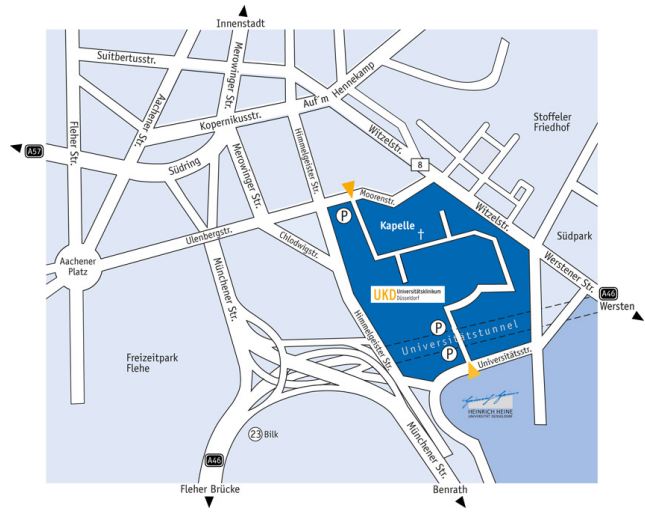 Innenstadt
Suitbertusstr.
Merowinger Str.
Auf'm Hennekamp
Aachener Str.
Kopernikusstr.
Stoffeler
Friedhof
Fleher Str.
Witzelstr.
A57
8
Südring
Merowinger Str.
Himmelgeister Str.
Moorenstr.
P
Kapelle
Witzelstr.
Ulenbergstr.
Chlodwigstr.
Südpark
Aachener
Platz
Werstener Str.
Münchener Str.
UKD Universitätsklinikum
Düsseldorf
A46
Wersten
Himmelgeister Str.
P
Universitätstunnel
P
Universitätsstr.
Freizeitpark
Flehe
HEINRICH HEINE
UNIVERSITÄT DÜSSELDORF
23 Bilk
Münchener Str.
A46
Fleher Brücke
Benrath